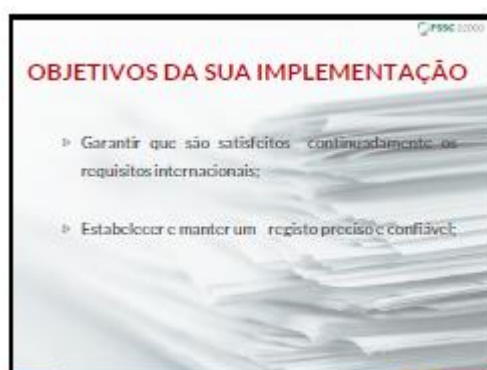 FSSC 22000
OBJETIVOS DA SUA IMPLEMENTAÇÃO
▹ Garantir que são satisfeitos continuadamente os
requisitos internacionais;
▹ Estabelecer e manter um registo preciso e confiável;